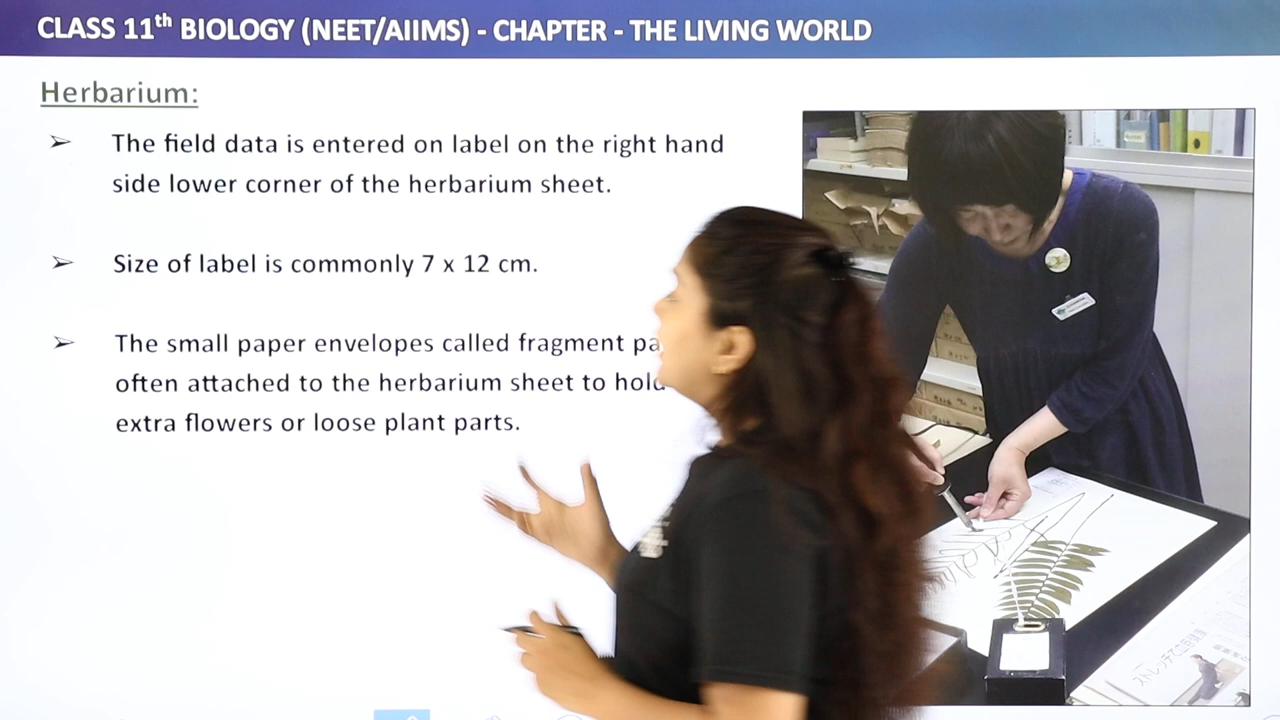 CLASS 11th BIOLOGY (NEET/AIIMS) - CHAPTER - THE LIVING WORLD
Herbarium:
➢ The field data is entered on label on the right hand
side lower corner of the herbarium sheet.
➢ Size of label is commonly 7 x 12 cm.
➢ The small paper envelopes called fragment
often attached to the herbarium sheet to hold
extra flowers or loose plant parts.